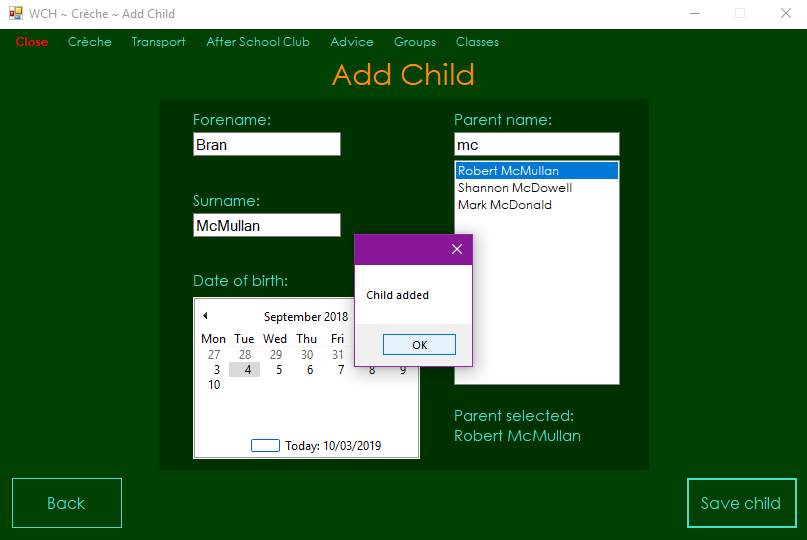 WCH ~ Crèche ~ Add Child
Close Crèche Transport After School Club Advice Groups Classes
Add Child
Forename:
Bran
Surname:
McMullan
Date of birth:
September 2018
Mon Tue Wed Thu Fri
27 28 29 30 31
3 4 5 6 7 8 9
10
Today: 10/03/2019
Parent name:
mc
Robert McMullan
Shannon McDowell
Mark McDonald
Child added
OK
Parent selected:
Robert McMullan
Back
Save child